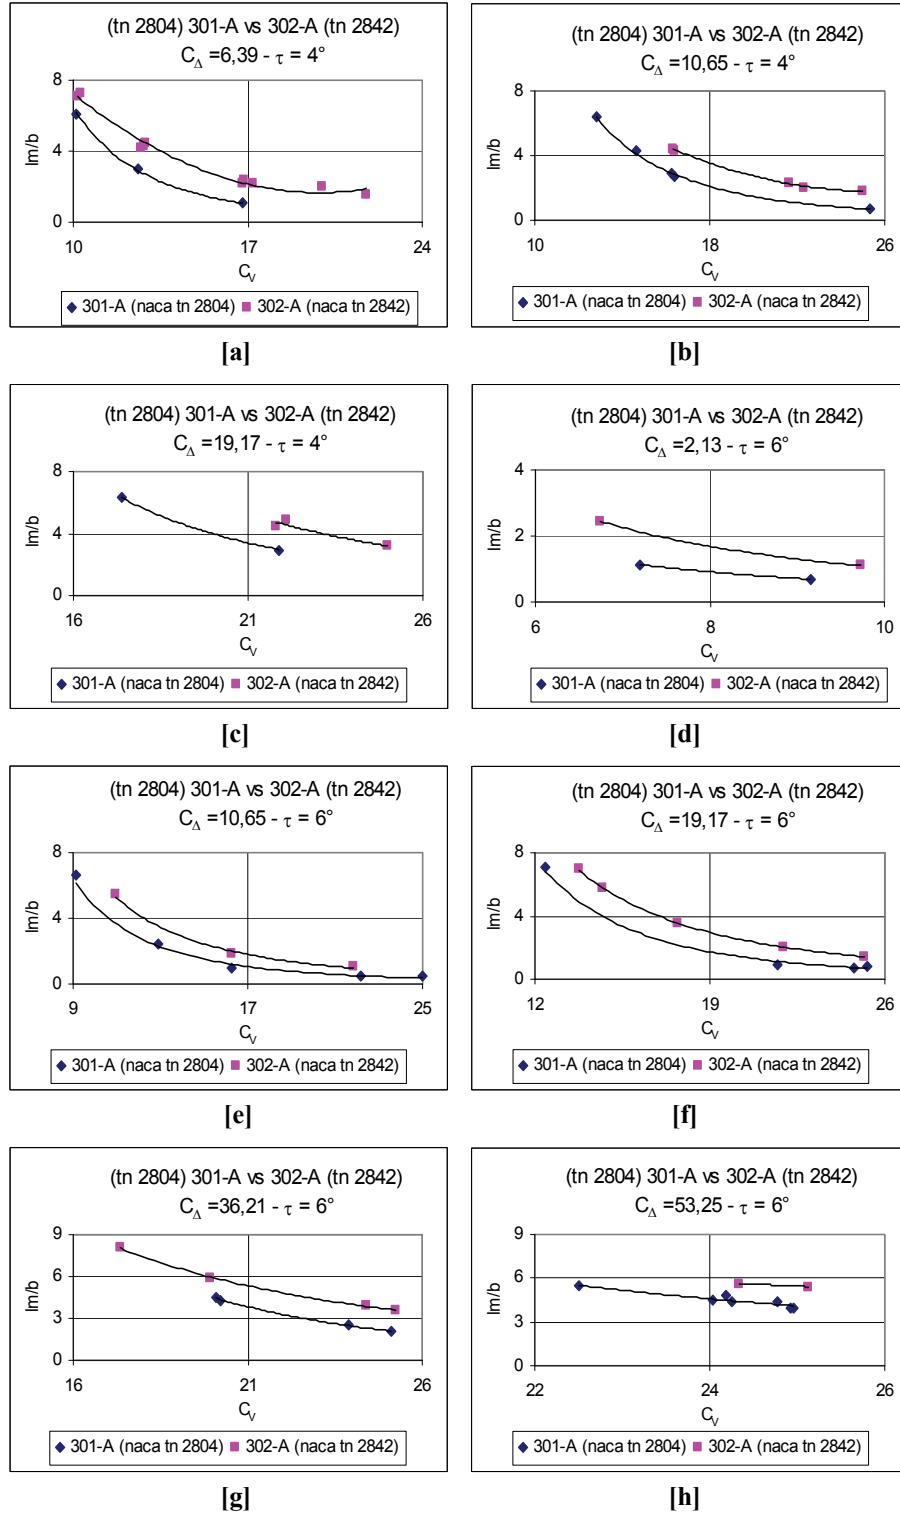 (tn 2804) 301-A vs 302-A (tn 2842)
CΔ =6,39 - τ = 4°
lm/b
8
4
0
10 17 24
CV
301-A (naca tn 2804) 302-A (naca tn 2842)
[a]
(tn 2804) 301-A vs 302-A (tn 2842)
CΔ =10,65 - τ = 4°
lm/b
8
4
0
10 18 26
CV
301-A (naca tn 2804) 302-A (naca tn 2842)
[b]
(tn 2804) 301-A vs 302-A (tn 2842)
CΔ =19,17 - τ = 4°
lm/b
8
4
0
16 21 26
CV
301-A (naca tn 2804) 302-A (naca tn 2842)
[c]
(tn 2804) 301-A vs 302-A (tn 2842)
CΔ =2,13 - τ = 6°
lm/b
4
2
0
6 8 10
CV
301-A (naca tn 2804) 302-A (naca tn 2842)
[d]
(tn 2804) 301-A vs 302-A (tn 2842)
CΔ =10,65 - τ = 6°
lm/b
8
4
0
9 17 25
CV
301-A (naca tn 2804) 302-A (naca tn 2842)
[e]
(tn 2804) 301-A vs 302-A (tn 2842)
CΔ =19,17 - τ = 6°
lm/b
8
4
0
12 19 26
CV
301-A (naca tn 2804) 302-A (naca tn 2842)
[f]
(tn 2804) 301-A vs 302-A (tn 2842)
CΔ =36,21 - τ = 6°
lm/b
9
6
3
0
16 21 26
CV
301-A (naca tn 2804) 302-A (naca tn 2842)
[g]
(tn 2804) 301-A vs 302-A (tn 2842)
CΔ =53,25 - τ = 6°
lm/b
9
6
3
0
22 24 26
CV
301-A (naca tn 2804) 302-A (naca tn 2842)
[h]